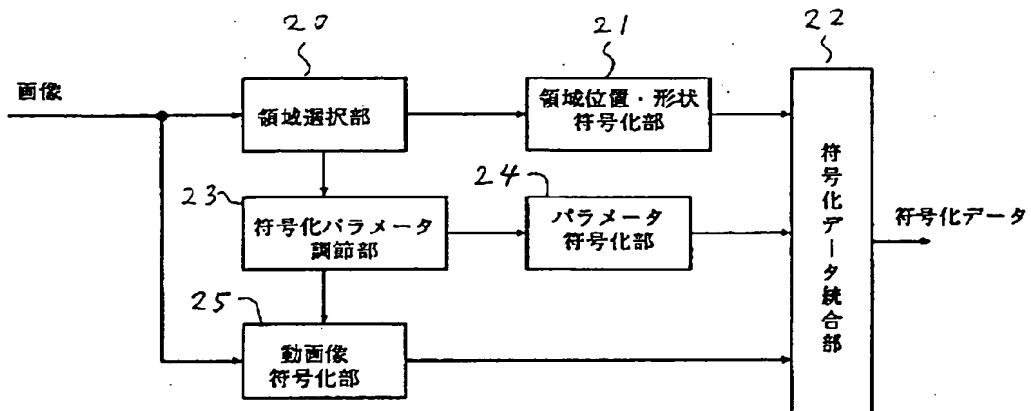 20
21
22
画像
領域選択部
領域位置・形状
符号化部
23
24
符号化パラメータ
調節部
パラメータ
符号化部
符号化データ統合部
符号化データ
25
動画像
符号化部